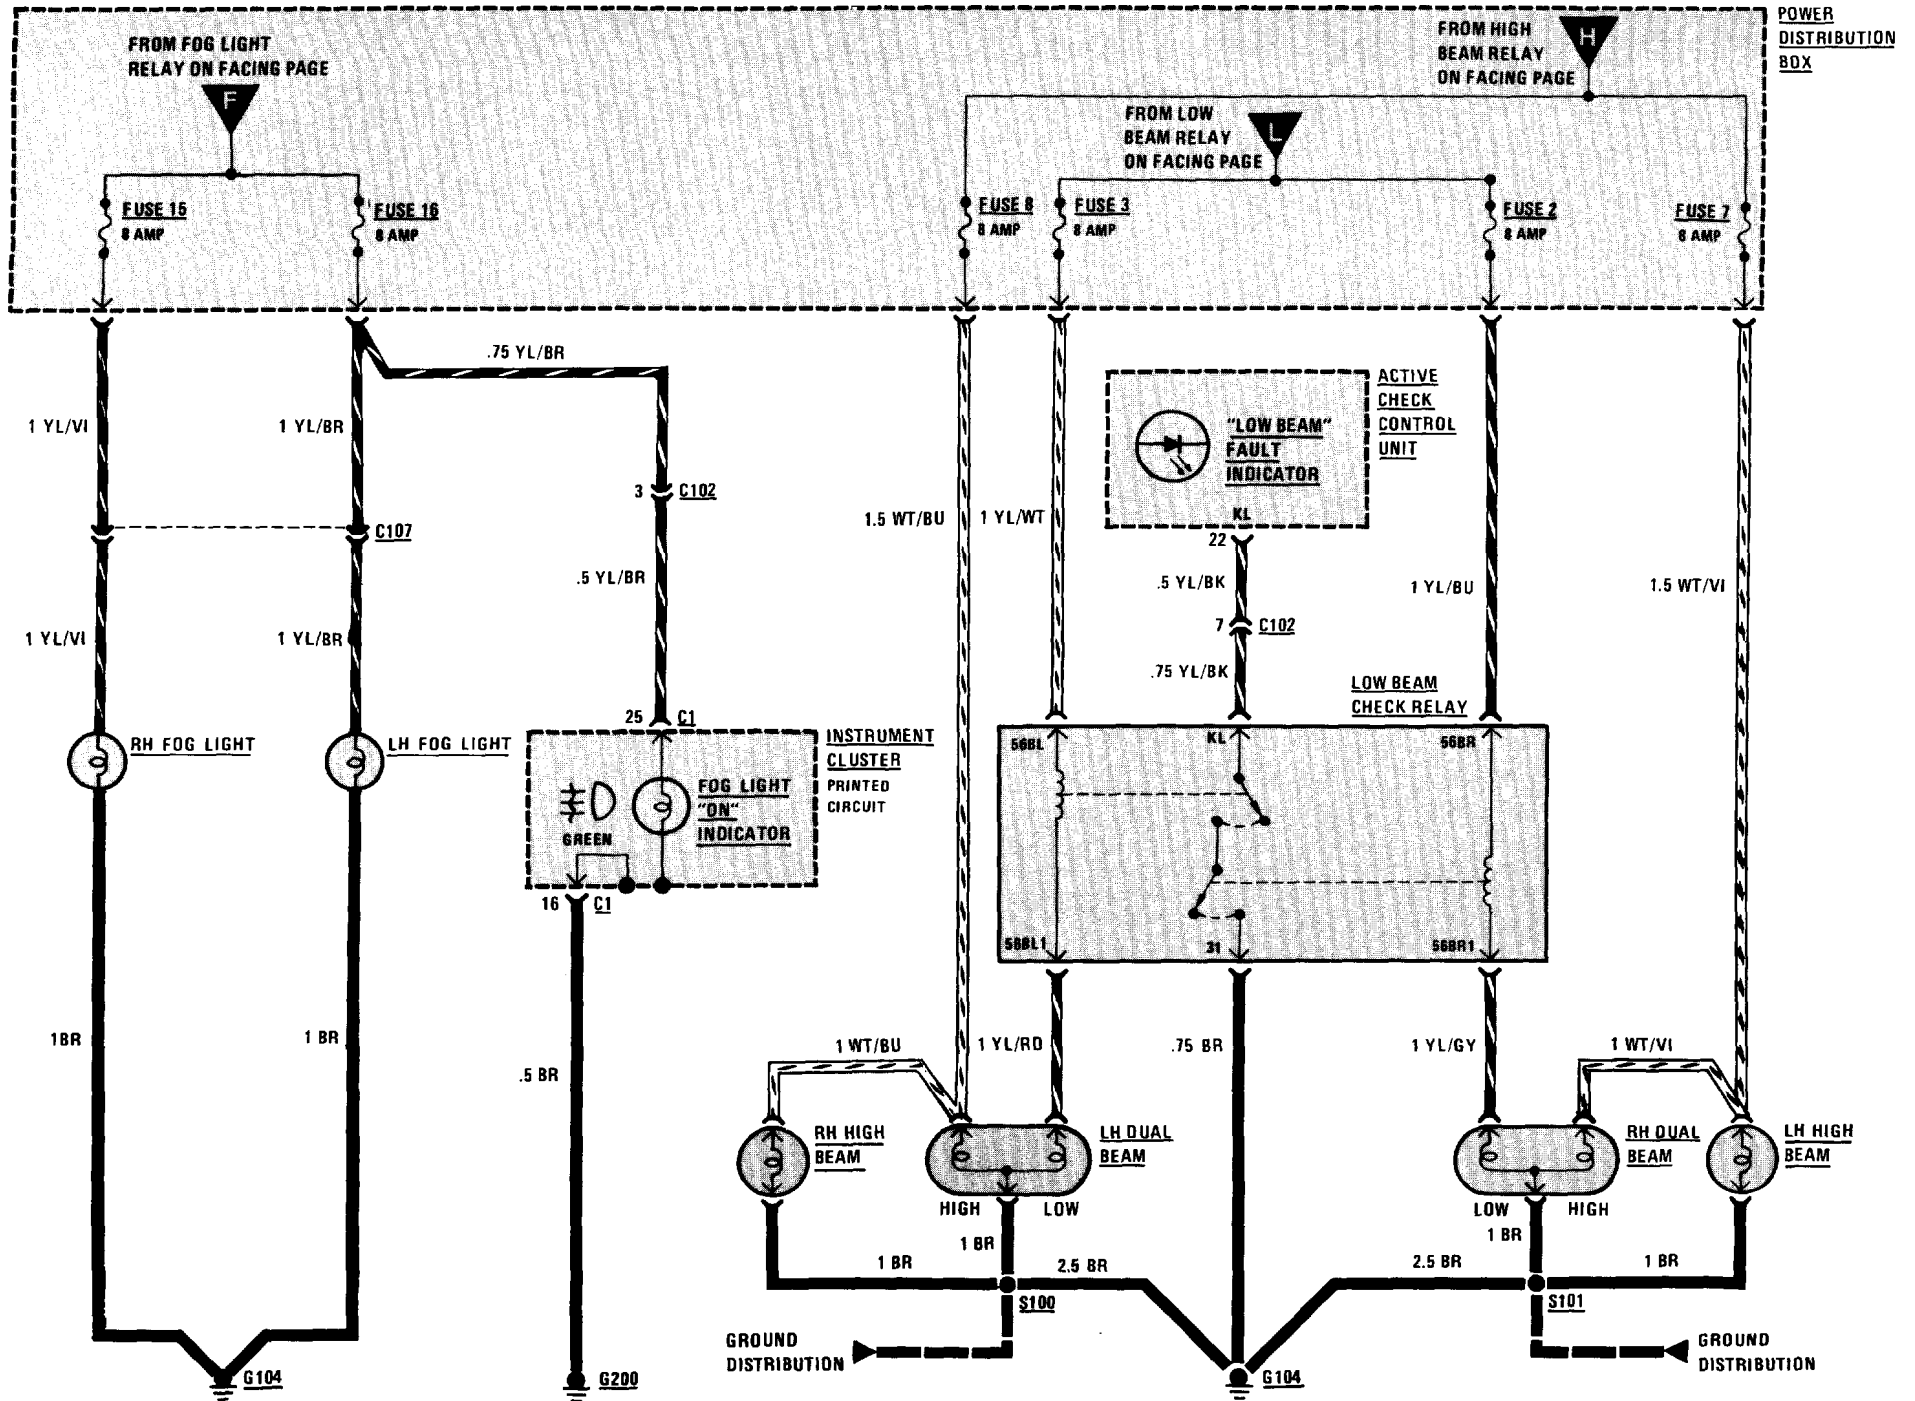 POWER
DISTRIBUTION
BOX
FROM FOG LIGHT
RELAY ON FACING PAGE
F
FROM HIGH
BEAM RELAY
ON FACING PAGE
H
FROM LOW
BEAM RELAY
ON FACING PAGE
L
FUSE 15
8 AMP
FUSE 16
8 AMP
FUSE 8
8 AMP
FUSE 3
8 AMP
FUSE 2
8 AMP
FUSE 7
8 AMP
.75 YL/BR
1 YL/VI
1 YL/BR
3 C102
C107
.5 YL/BR
1 YL/VI
1 YL/BR
1.5 WT/BU
1 YL/WT
ACTIVE
CHECK
CONTROL
UNIT
"LOW BEAM"
FAULT
INDICATOR
KL
22
.5 YL/BK
7 C102
.75 YL/BK
1 YL/BU
1.5 WT/VI
LOW BEAM
CHECK RELAY
25 C1
RH FOG LIGHT
LH FOG LIGHT
INSTRUMENT
CLUSTER
PRINTED
CIRCUIT
FOG LIGHT
"ON"
INDICATOR
GREEN
16 C1
56BL
KL
56BR
56BL1
31
56BR1
1BR
1 BR
.5 BR
1 WT/BU
1 YL/RD
.75 BR
1 YL/GY
1 WT/VI
RH HIGH
BEAM
LH DUAL
BEAM
RH DUAL
BEAM
LH HIGH
BEAM
HIGH
LOW
LOW
HIGH
1 BR
1 BR
1 BR
2.5 BR
2.5 BR
1 BR
S100
S101
GROUND
DISTRIBUTION
GROUND
DISTRIBUTION
G104
G200
G104